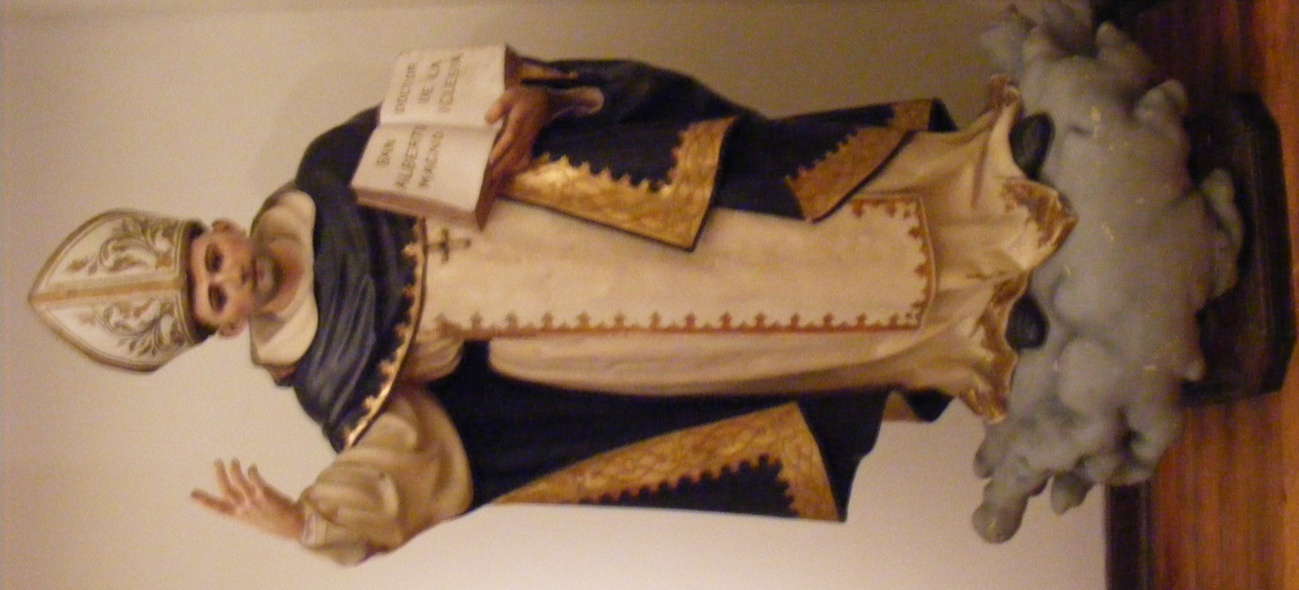 SAN
ALBERTO
MAGNO
DOCTOR
DE LA
IGLESIA